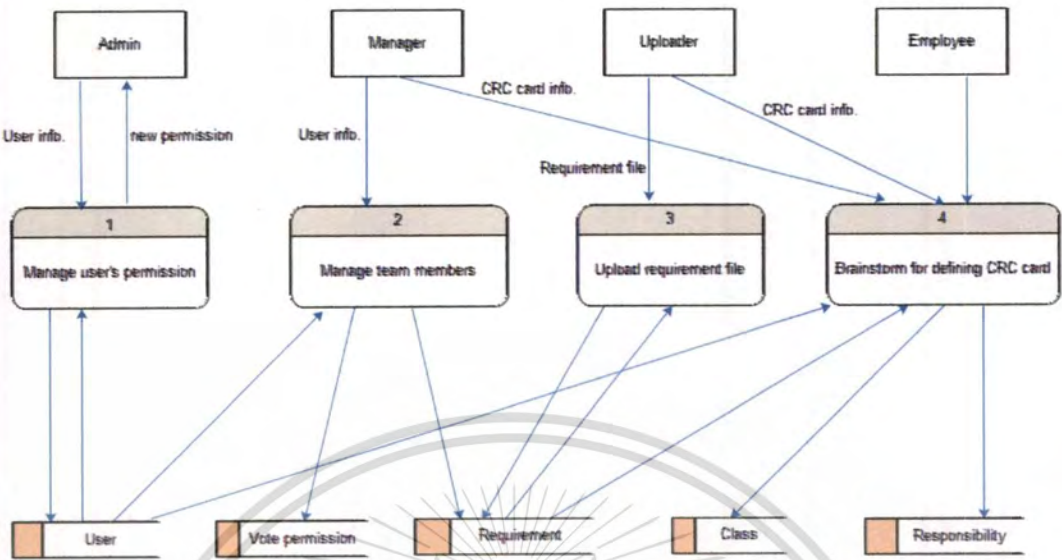 Admin
Manager
Uploader
Employee
CRC card info.
CRC card info.
User info.
new permission
User info.
Requirement file
1
2
3
4
Manage user's permission
Manage team members
Upload requirement file
Brainstorm for defining CRC card
User
Vote permission
Requirement
Class
Responsibility